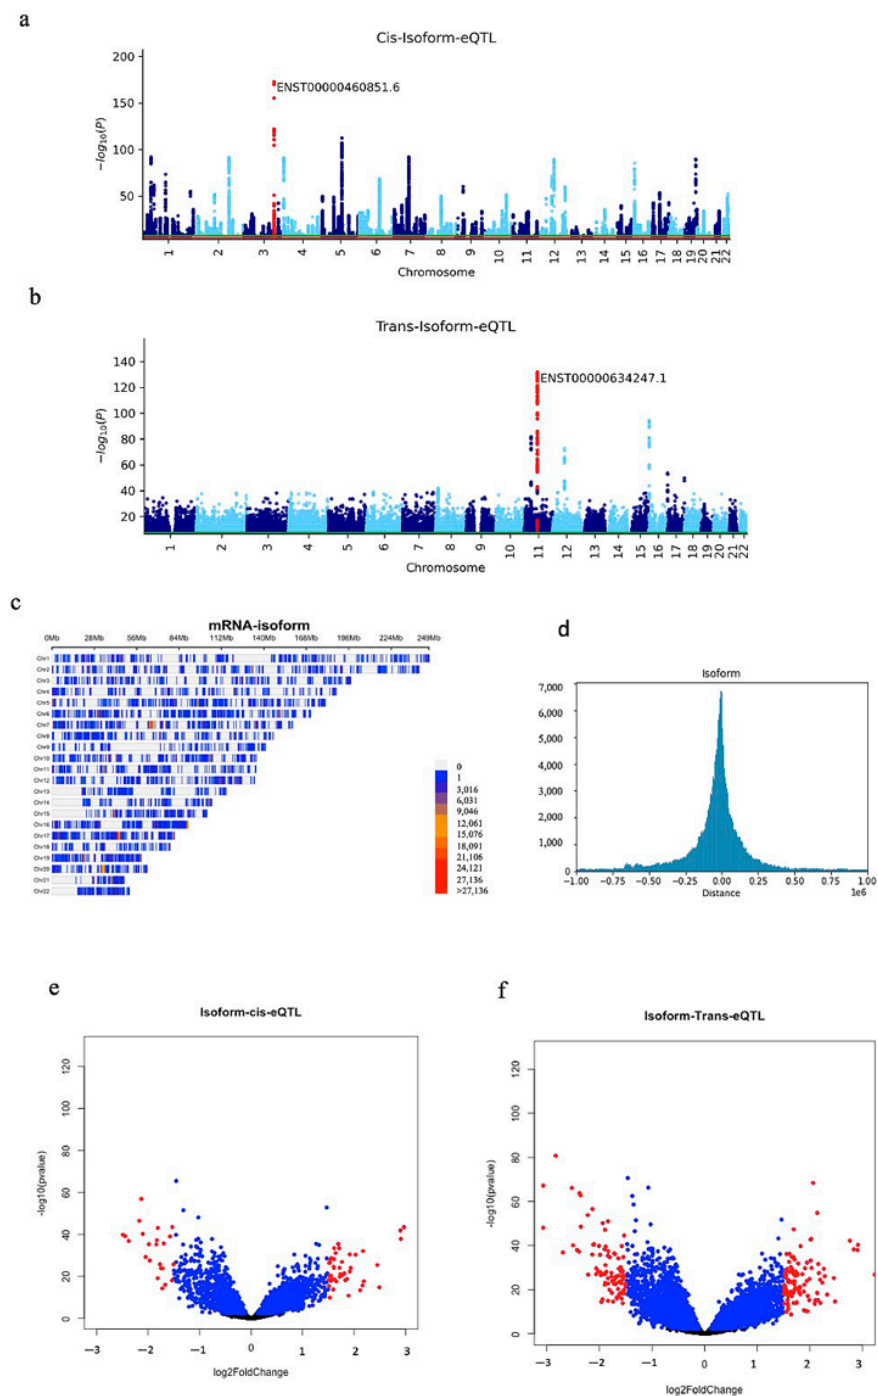 a
Cis-Isoform-eQTL
200
150
100
50
−log10(P)
ENST00000460851.6
1 2 3 4 5 6 7 8 9 10 11 12 13 14 15 16 17 18 19 20 21 22
Chromosome
b
Trans-Isoform-eQTL
140
120
100
80
60
40
20
−log10(P)
ENST00000634247.1
1 2 3 4 5 6 7 8 9 10 11 12 13 14 15 16 17 18 19 20 21 22
Chromosome
c
mRNA-isoform
0Mb 28Mb 56Mb 84Mb 112Mb 140Mb 168Mb 196Mb 224Mb 249Mb
Chr1
Chr2
Chr3
Chr4
Chr5
Chr6
Chr7
Chr8
Chr9
Chr10
Chr11
Chr12
Chr13
Chr14
Chr15
Chr16
Chr17
Chr18
Chr19
Chr20
Chr21
Chr22
0
1
3,016
6,031
9,046
12,061
15,076
18,091
21,106
24,121
27,136
>27,136
d
Isoform
7,000
6,000
5,000
4,000
3,000
2,000
1,000
0
−1.00 −0.75 −0.50 −0.25 0.00 0.25 0.50 0.75 1.00
Distance
1e6
e
Isoform-cis-eQTL
120
100
80
60
40
20
0
-log10(pvalue)
−3 −2 −1 0 1 2 3
log2FoldChange
f
Isoform-Trans-eQTL
120
100
80
60
40
20
0
-log10(pvalue)
−3 −2 −1 0 1 2 3
log2FoldChange